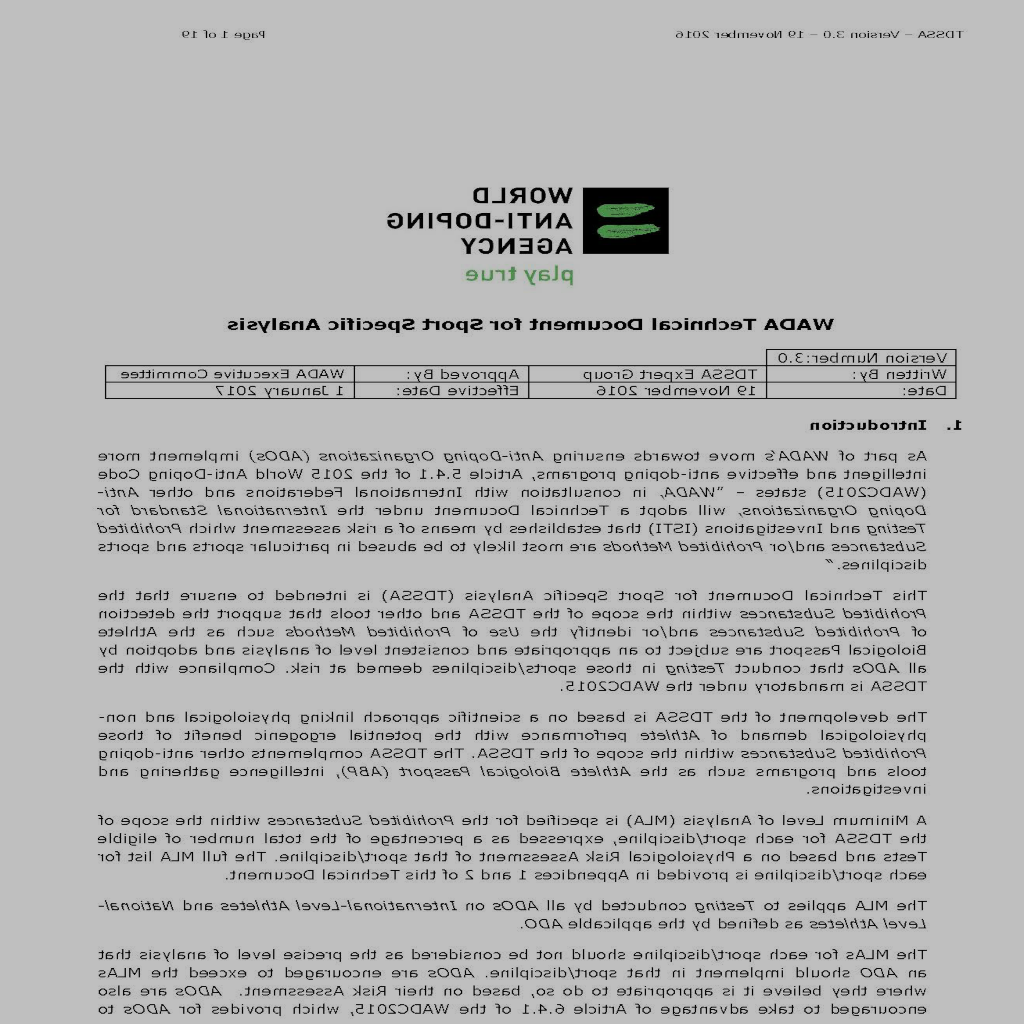 TDSSA – Version 3.0 – 19 November 2016 Page 1 of 19
WORLD
ANTI-DOPING
AGENCY
play true
WADA Technical Document for Sport Specific Analysis
Version Number:3.0
Written By: TDSSA Expert Group Approved By: WADA Executive Committee
Date: 19 November 2016 Effective Date: 1 January 2017
1. Introduction
As part of WADA's move towards ensuring Anti-Doping Organizations (ADOs) implement more
intelligent and effective anti-doping programs, Article 5.4.1 of the 2015 World Anti-Doping Code
(WADC2015) states – "WADA, in consultation with International Federations and other Anti-
Doping Organizations, will adopt a Technical Document under the International Standard for
Testing and Investigations (ISTI) that establishes by means of a risk assessment which Prohibited
Substances and/or Prohibited Methods are most likely to be abused in particular sports and sports
disciplines."
This Technical Document for Sport Specific Analysis (TDSSA) is intended to ensure that the
Prohibited Substances within the scope of the TDSSA and other tools that support the detection
of Prohibited Substances and/or identify the Use of Prohibited Methods such as the Athlete
Biological Passport are subject to an appropriate and consistent level of analysis and adoption by
all ADOs that conduct Testing in those sports/disciplines deemed at risk. Compliance with the
TDSSA is mandatory under the WADC2015.
The development of the TDSSA is based on a scientific approach linking physiological and non-
physiological demand of Athlete performance with the potential ergogenic benefit of those
Prohibited Substances within the scope of the TDSSA. The TDSSA complements other anti-doping
tools and programs such as the Athlete Biological Passport (ABP), intelligence gathering and
investigations.
A Minimum Level of Analysis (MLA) is specified for the Prohibited Substances within the scope of
the TDSSA for each sport/discipline, expressed as a percentage of the total number of eligible
Tests and based on a Physiological Risk Assessment of that sport/discipline. The full MLA list for
each sport/discipline is provided in Appendices 1 and 2 of this Technical Document.
The MLA applies to Testing conducted by all ADOs on International-Level Athletes and National-
Level Athletes as defined by the applicable ADO.
The MLAs for each sport/discipline should not be considered as the precise level of analysis that
an ADO should implement in that sport/discipline. ADOs are encouraged to exceed the MLAs
where they believe it is appropriate to do so, based on their Risk Assessment. ADOs are also
encouraged to take advantage of Article 6.4.1 of the WADC2015, which provides for ADOs to